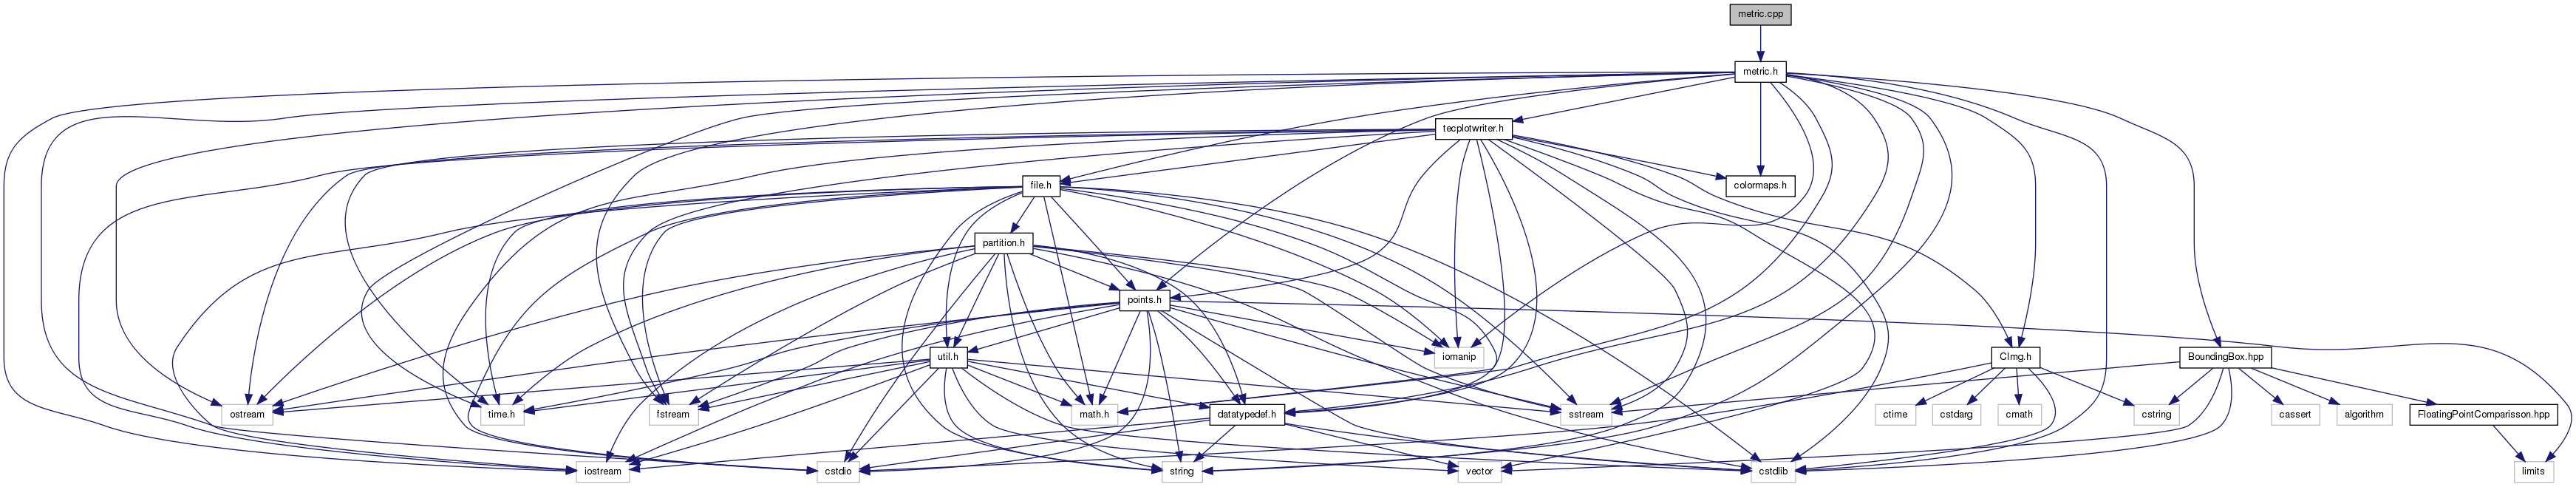 metric.cpp
metric.h
tecplotwriter.h
file.h
colormaps.h
partition.h
points.h
util.h
iomanip
CImg.h
BoundingBox.hpp
ostream
time.h
fstream
math.h
datatypedef.h
sstream
ctime
cstdarg
cmath
cstring
cassert
algorithm
FloatingPointComparisson.hpp
iostream
cstdio
string
vector
cstdlib
limits